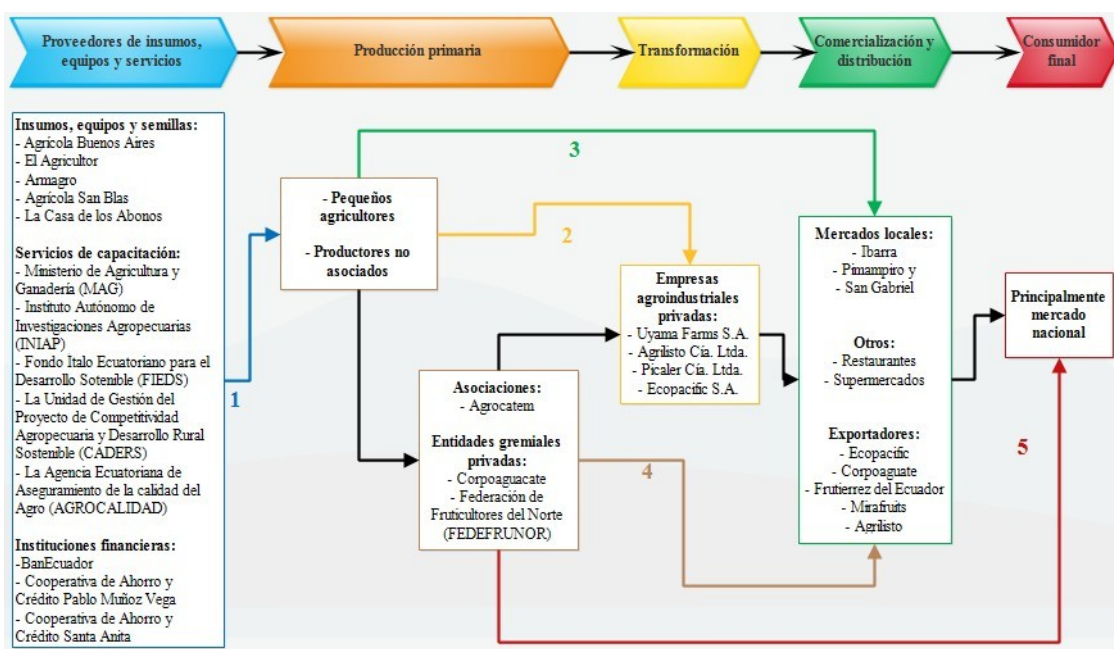 Proveedores de insumos,
equipos y servicios
Producción primaria
Transformación
Comercialización y
distribución
Consumidor
final
Insumos, equipos y semillas:
- Agrícola Buenos Aires
- El Agricultor
- Armagro
- Agrícola San Blas
- La Casa de los Abonos
Servicios de capacitación:
- Ministerio de Agricultura y
Ganadería (MAG)
- Instituto Autónomo de
Investigaciones Agropecuarias
(INIAP)
- Fondo Ítalo Ecuatoriano para el
Desarrollo Sotenible (FIEDS)
- La Unidad de Gestión del
Proyecto de Competitividad
Agropecuaria y Desarrollo Rural
Sostenible (CADERS)
- La Agencia Ecuatoriana de
Aseguramiento de la calidad del
Agro (AGROCALIDAD)
Instituciones financieras:
-BanEcuador
- Cooperativa de Ahorro y
Crédito Pablo Muñoz Vega
- Cooperativa de Ahorro y
Crédito Santa Anita
1
- Pequeños
agricultores
- Productores no
asociados
2
3
Asociaciones:
- Agrocatem
Entidades gremiales
privadas:
- Corpoaguacate
- Federación de
Fruticultores del Norte
(FEDEFRUNOR)
4
Empresas
agroindustriales
privadas:
- Uyama Farms S.A.
- Agrilisto Cía. Ltda.
- Picaler Cía. Ltda.
- Ecopacific S.A.
Mercados locales:
- Ibarra
- Pimampiro y
- San Gabriel
Otros:
- Restaurantes
- Supermercados
Exportadores:
- Ecopacific
- Corpoaguate
- Frutierrez del Ecuador
- Mirafruits
- Agrilisto
5
Principalmente
mercado
nacional